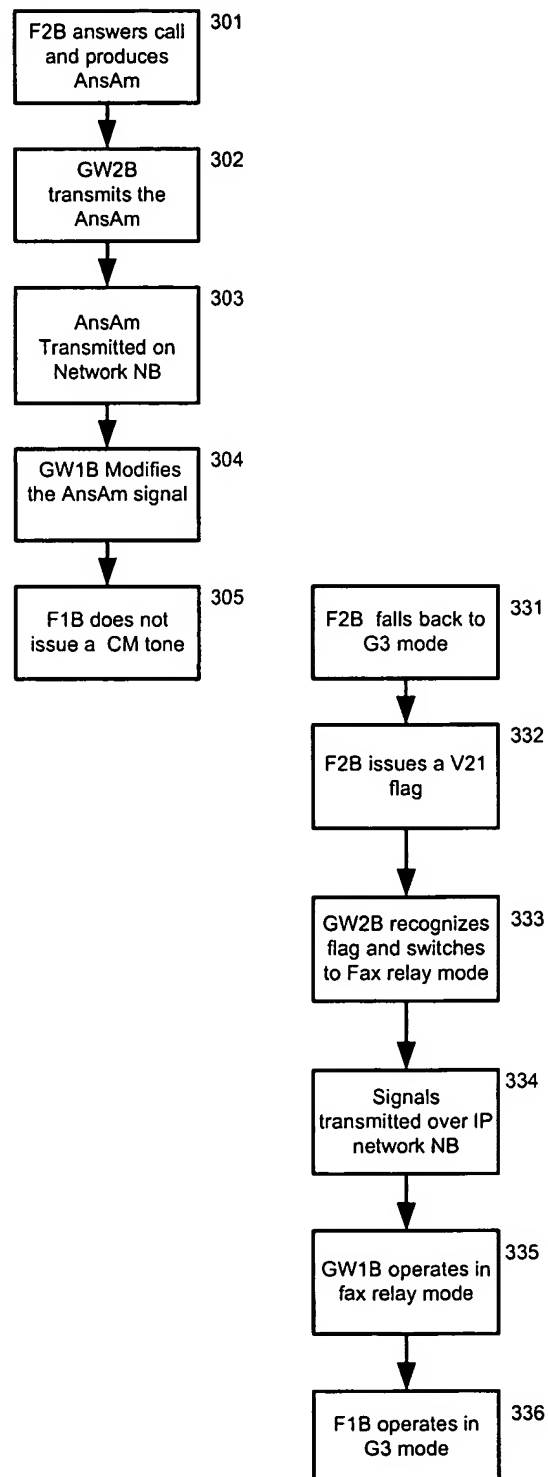 F2B answers call
and produces
AnsAm
301
GW2B
transmits the
AnsAm
302
AnsAm
Transmitted on
Network NB
303
GW1B Modifies
the AnsAm signal
304
F1B does not
issue a CM tone
305
F2B falls back to
G3 mode
331
F2B issues a V21
flag
332
GW2B recognizes
flag and switches
to Fax relay mode
333
Signals
transmitted over IP
network NB
334
GW1B operates in
fax relay mode
335
F1B operates in
G3 mode
336